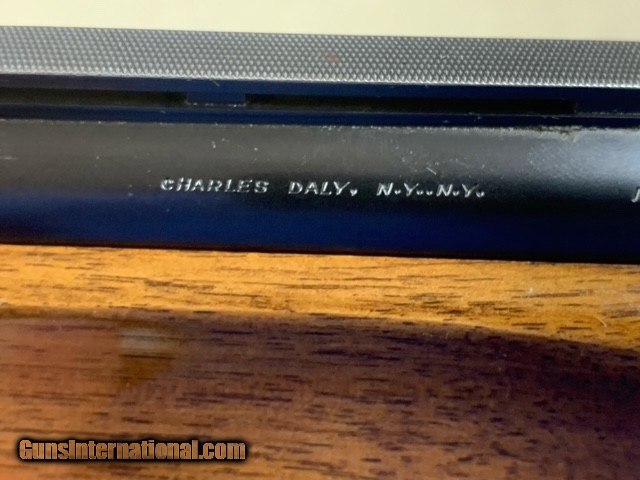 CHARLES DALY, N.Y..N.Y.
GunsInternational.com